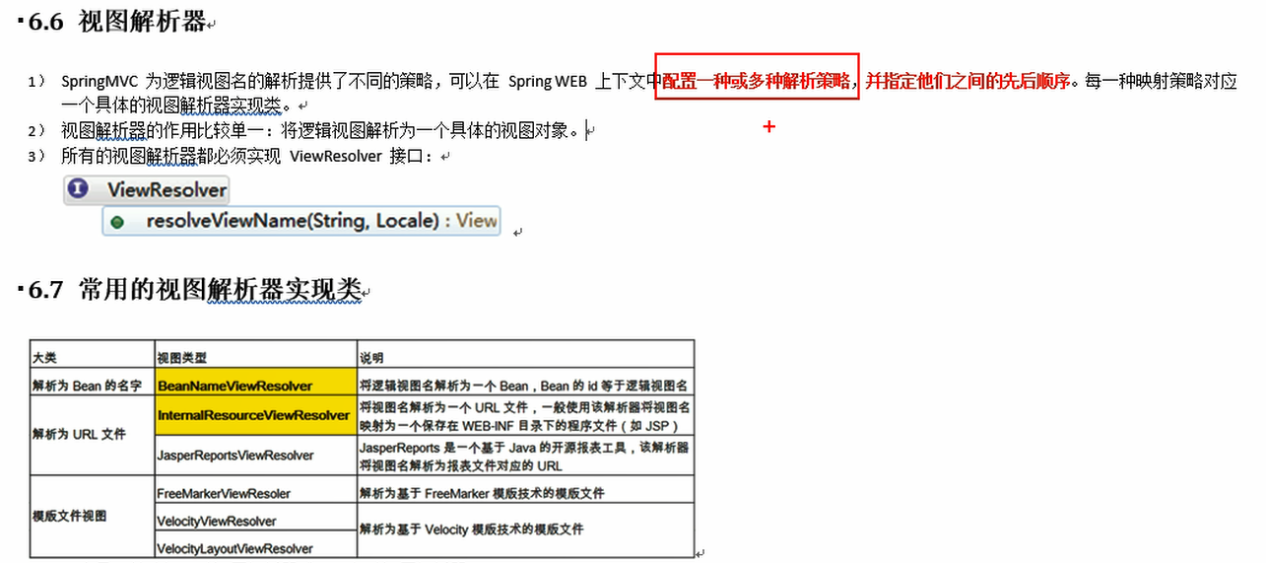 6.6 视图解析器
1） SpringMVC 为逻辑视图名的解析提供了不同的策略，可以在 Spring WEB 上下文中配置一种或多种解析策略，并指定他们之间的先后顺序。每一种映射策略对应
一个具体的视图解析器实现类。
2） 视图解析器的作用比较单一：将逻辑视图解析为一个具体的视图对象。
3） 所有的视图解析器都必须实现 ViewResolver 接口：
I ViewResolver
resolveViewName(String, Locale) : View
6.7 常用的视图解析器实现类
大类 视图类型 说明
解析为 Bean 的名字 BeanNameViewResolver 将逻辑视图名解析为一个 Bean，Bean 的 id 等于逻辑视图名
解析为 URL 文件 InternalResourceViewResolver 将视图名解析为一个 URL 文件，一般使用该解析器将视图名
映射为一个保存在 WEB-INF 目录下的程序文件（如 JSP）
JasperReportsViewResolver JasperReports 是一个基于 Java 的开源报表工具，该解析器
将视图名解析为报表文件对应的 URL
模版文件视图 FreeMarkerViewResoler 解析为基于 FreeMarker 模版技术的模版文件
VelocityViewResolver 解析为基于 Velocity 模版技术的模版文件
VelocityLayoutViewResolver